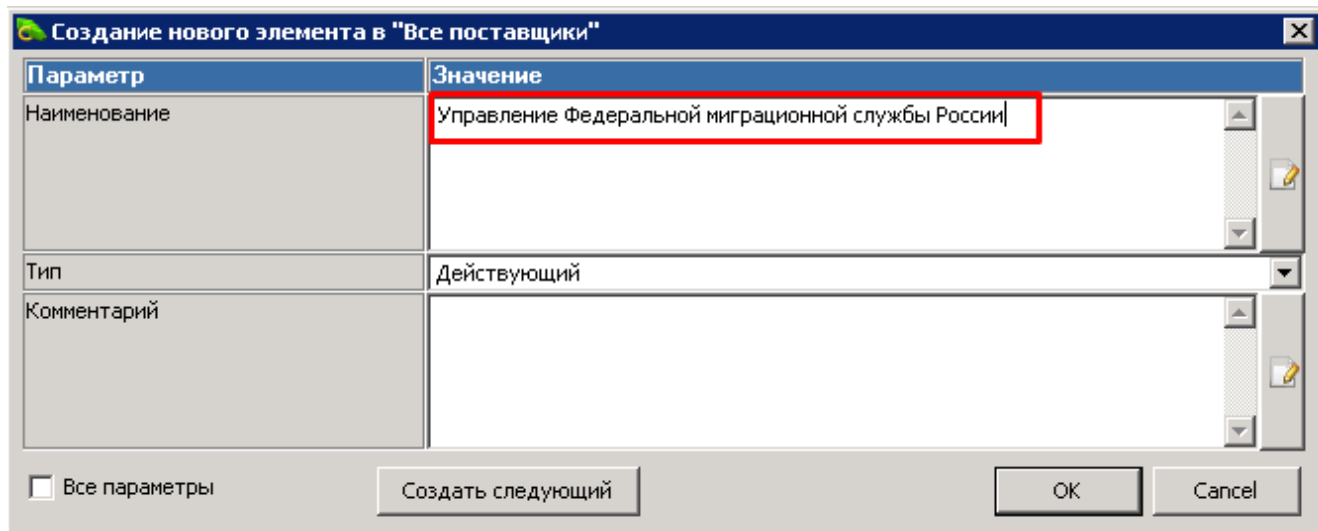 Создание нового элемента в "Все поставщики"
Параметр Значение
Наименование Управление Федеральной миграционной службы России
Тип Действующий
Комментарий
Все параметры Создать следующий OK Cancel